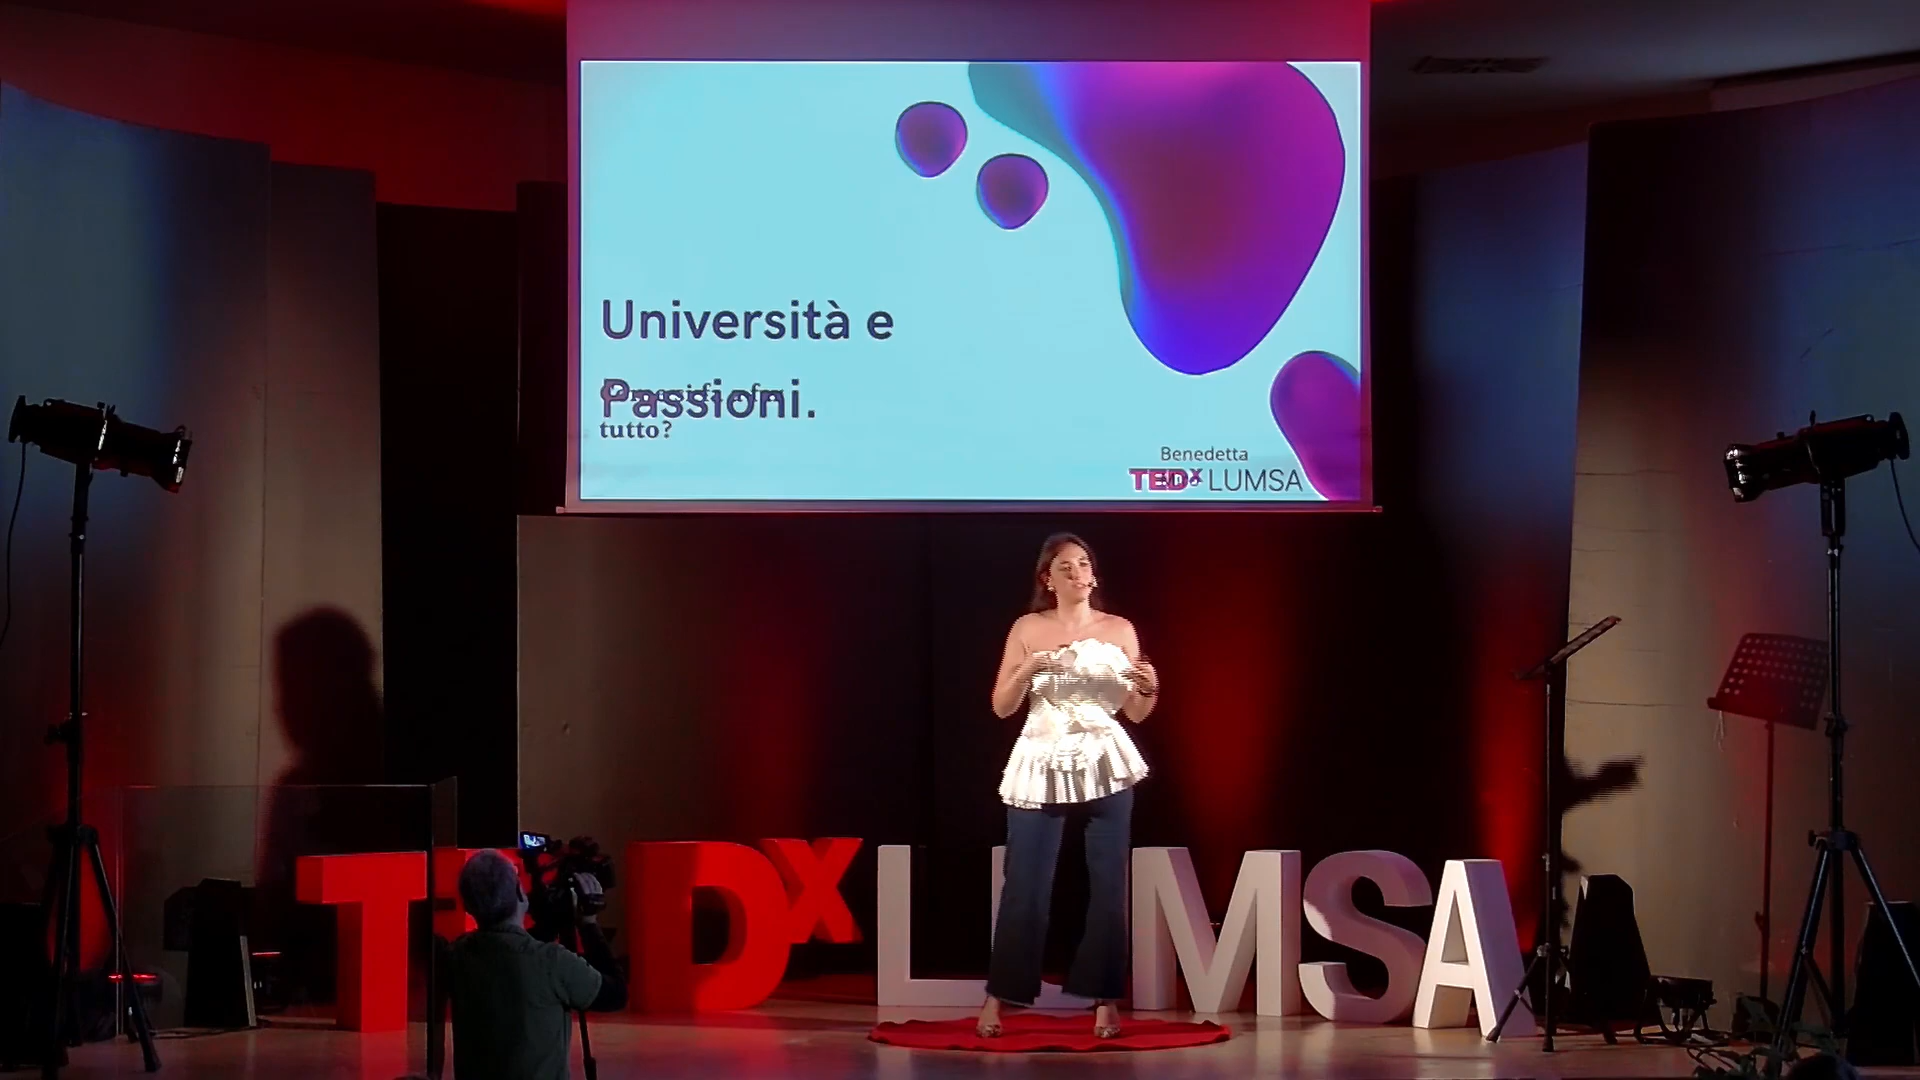 Università e
Passioni.
tutto?
Benedetta
TEDx LUMSA
TEDx LUMSA